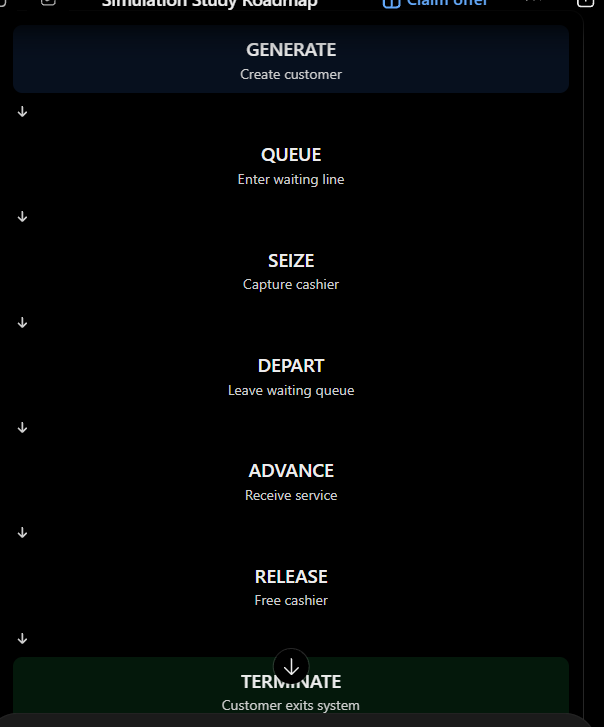 Simulation Study Roadmap
Claim offer
GENERATE
Create customer
↓
QUEUE
Enter waiting line
↓
SEIZE
Capture cashier
↓
DEPART
Leave waiting queue
↓
ADVANCE
Receive service
↓
RELEASE
Free cashier
↓
TERMINATE
Customer exits system